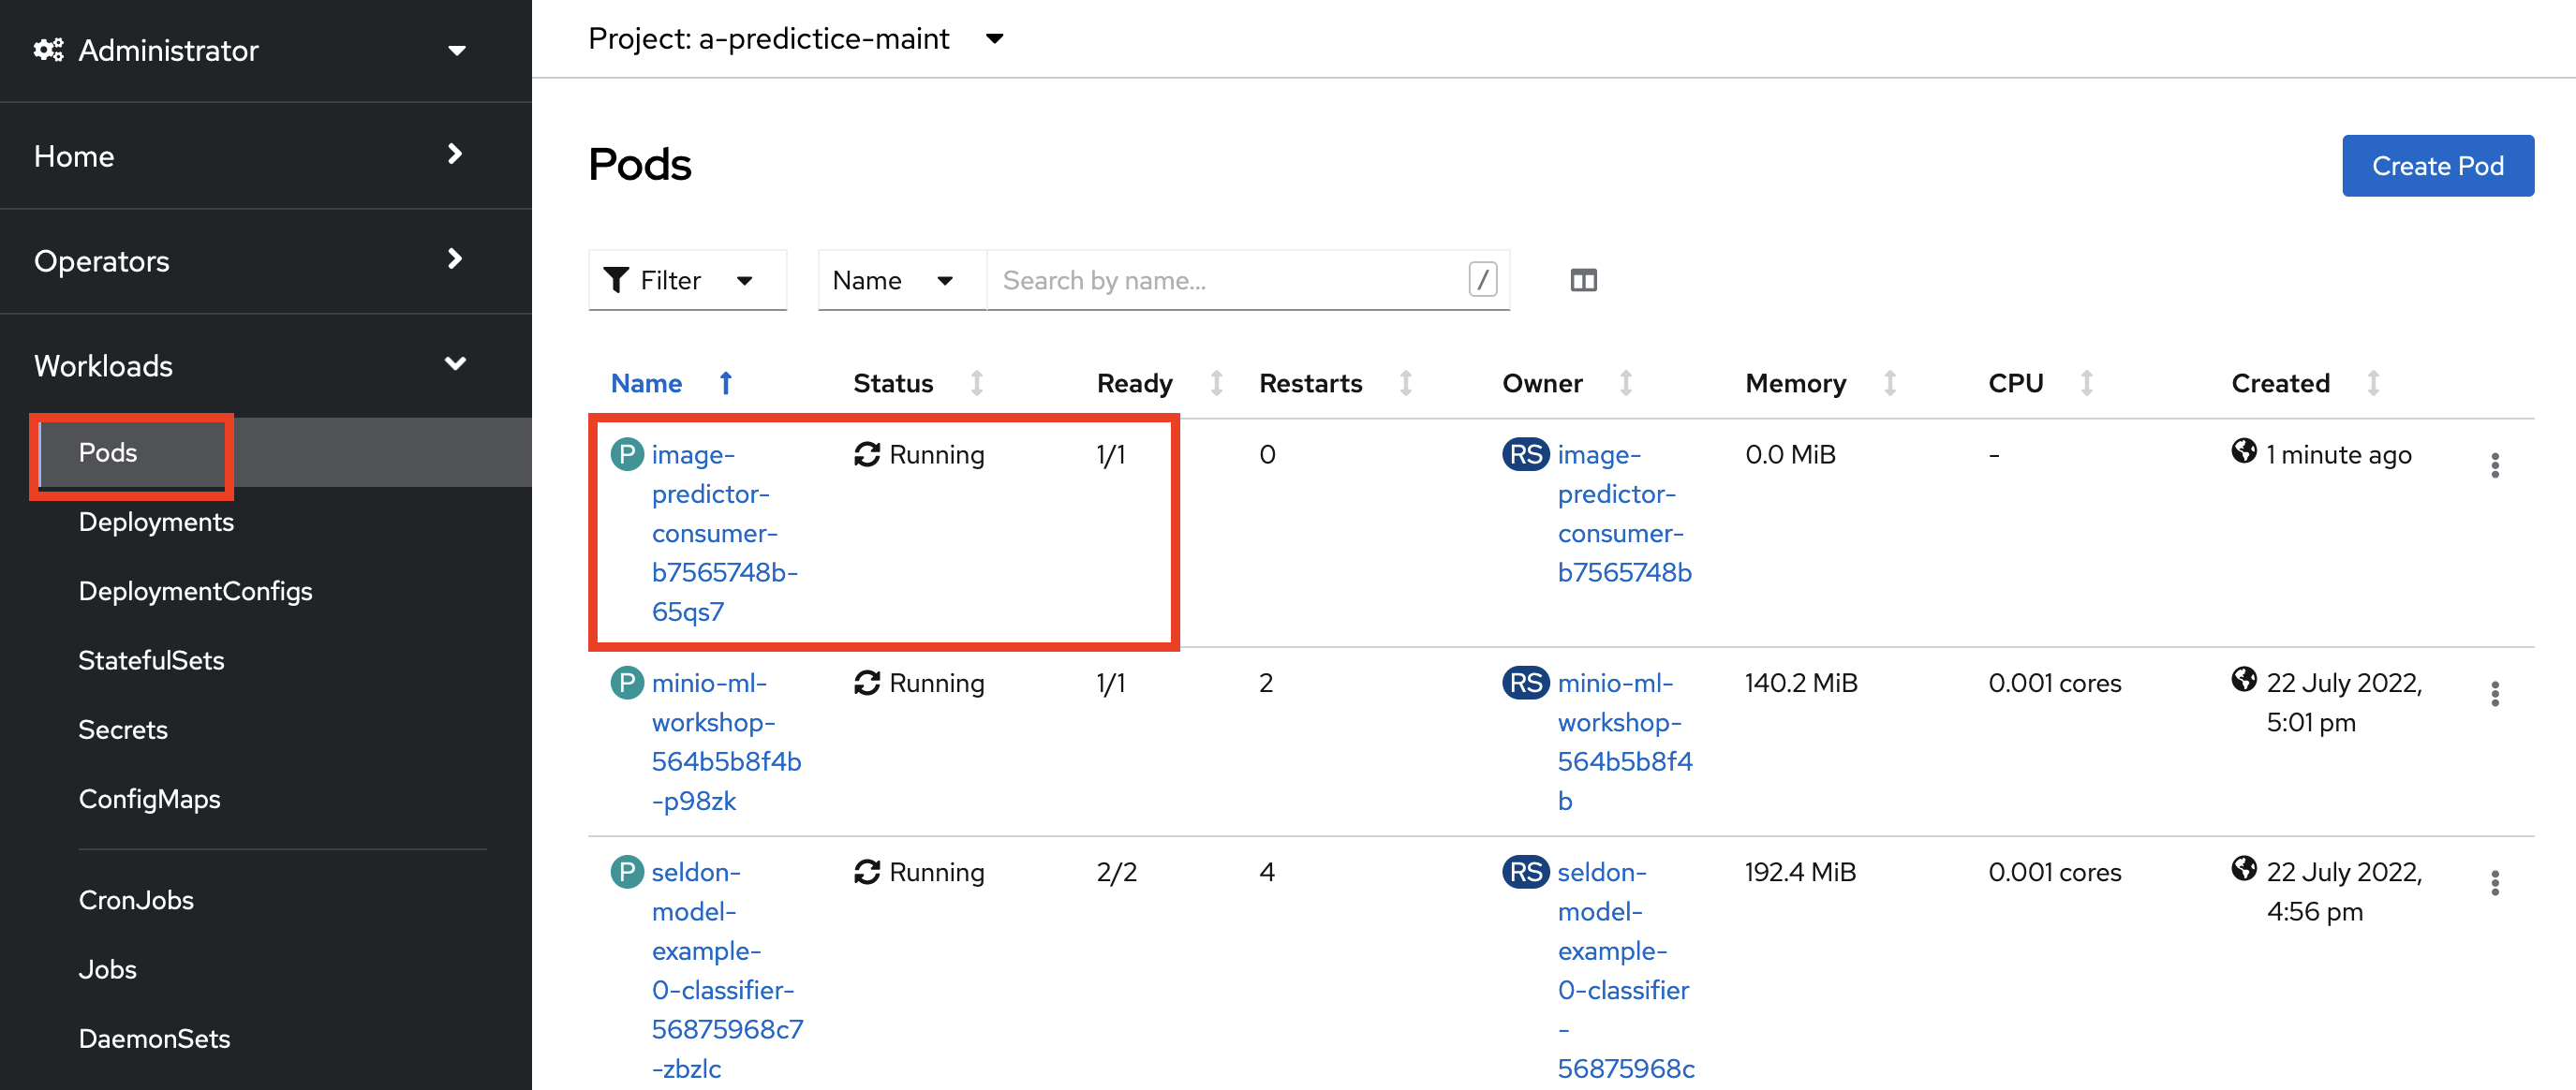 Administrator
Home
Operators
Workloads
Pods
Deployments
DeploymentConfigs
StatefulSets
Secrets
ConfigMaps
CronJobs
Jobs
DaemonSets
Project: a-predictice-maint
Pods
Create Pod
Filter
Name
Search by name...
/
Name Status Ready Restarts Owner Memory CPU Created
P image- Running 1/1 0 RS image- 0.0 MiB - 1 minute ago
predictor- predictor-
consumer- consumer-
b7565748b- b7565748b
65qs7
P minio-ml- Running 1/1 2 RS minio-ml- 140.2 MiB 0.001 cores 22 July 2022,
workshop- workshop- 5:01 pm
564b5b8f4b 564b5b8f4
-p98zk b
P seldon- Running 2/2 4 RS seldon- 192.4 MiB 0.001 cores 22 July 2022,
model- model- 4:56 pm
example- example-
0-classifier- 0-classifier
56875968c7 -
-zbzlc 56875968c